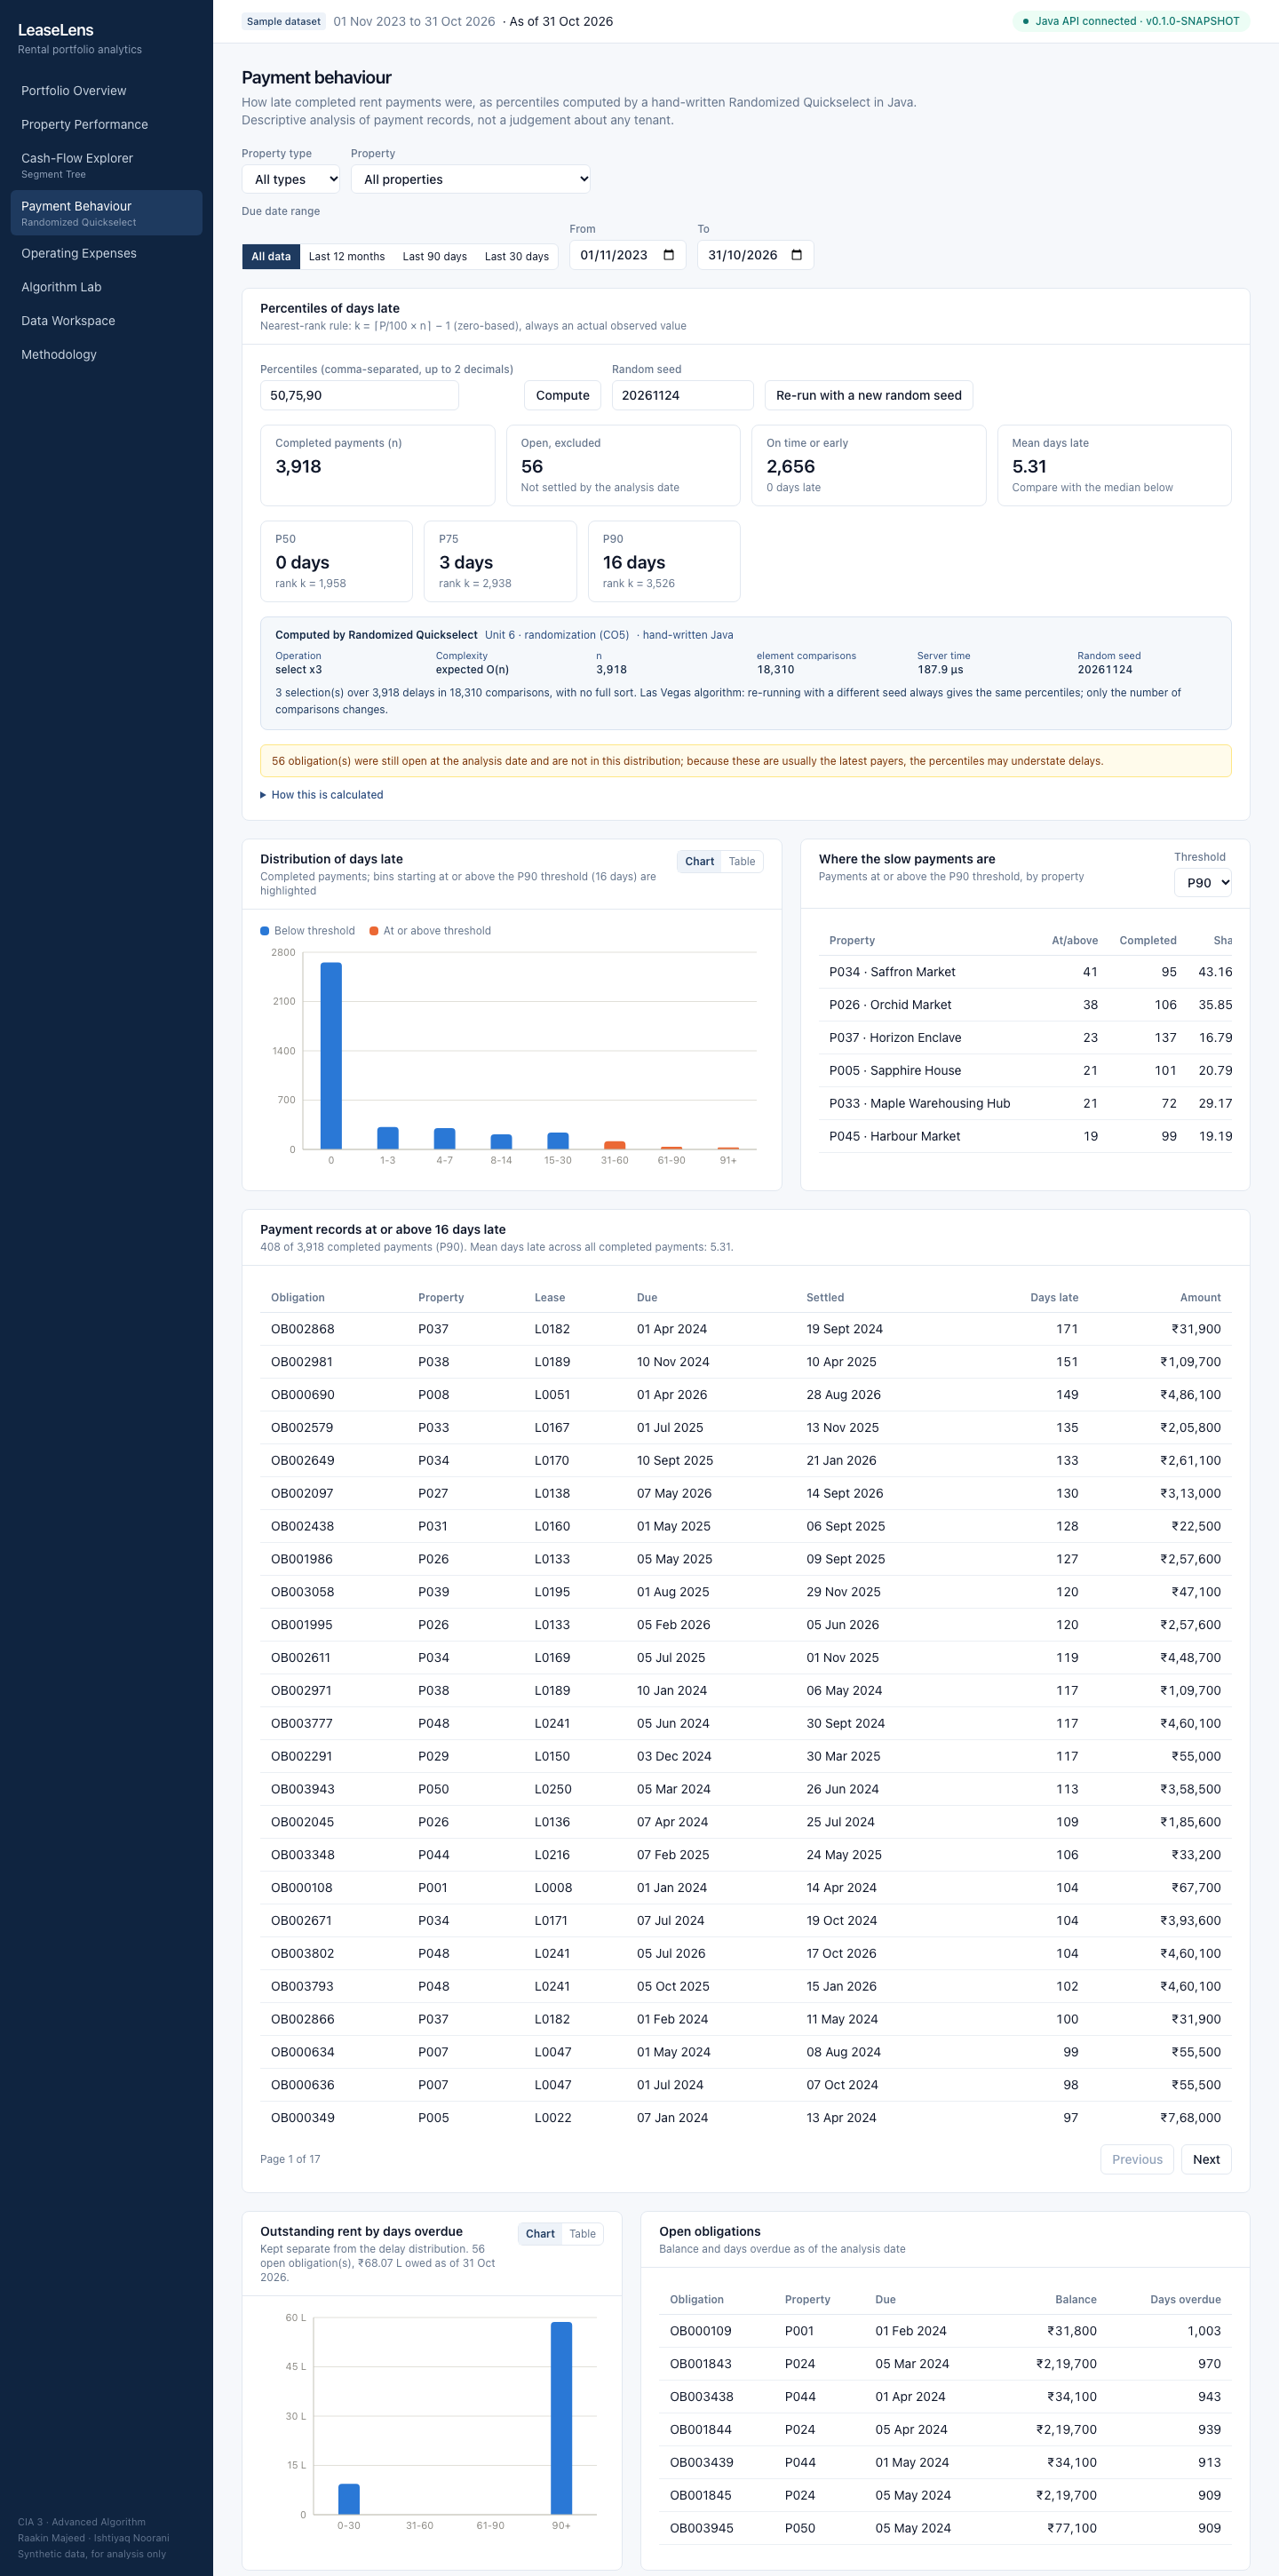 LeaseLens
Rental portfolio analytics
Portfolio Overview
Property Performance
Cash-Flow Explorer
Segment Tree
Payment Behaviour
Randomized Quickselect
Operating Expenses
Algorithm Lab
Data Workspace
Methodology
Sample dataset 01 Nov 2023 to 31 Oct 2026 · As of 31 Oct 2026
Java API connected · v0.1.0-SNAPSHOT
Payment behaviour
How late completed rent payments were, as percentiles computed by a hand-written Randomized Quickselect in Java.
Descriptive analysis of payment records, not a judgement about any tenant.
Property type Property
All types All properties
Due date range
From To
All data Last 12 months Last 90 days Last 30 days 01/11/2023 31/10/2026
Percentiles of days late
Nearest-rank rule: k = ⌈P/100 × n⌉ − 1 (zero-based), always an actual observed value
Percentiles (comma-separated, up to 2 decimals) Random seed
50,75,90 Compute 20261124 Re-run with a new random seed
Completed payments (n) Open, excluded On time or early Mean days late
3,918 56 2,656 5.31
Not settled by the analysis date 0 days late Compare with the median below
P50 P75 P90
0 days 3 days 16 days
rank k = 1,958 rank k = 2,938 rank k = 3,526
Computed by Randomized Quickselect Unit 6 · randomization (CO5) · hand-written Java
Operation Complexity n element comparisons Server time Random seed
select x3 expected O(n) 3,918 18,310 187.9 µs 20261124
3 selection(s) over 3,918 delays in 18,310 comparisons, with no full sort. Las Vegas algorithm: re-running with a different seed always gives the same percentiles; only the number of
comparisons changes.
56 obligation(s) were still open at the analysis date and are not in this distribution; because these are usually the latest payers, the percentiles may understate delays.
How this is calculated
Distribution of days late
Chart Table
Completed payments; bins starting at or above the P90 threshold (16 days) are
highlighted
Below threshold At or above threshold
2800
2100
1400
700
0
0 1-3 4-7 8-14 15-30 31-60 61-90 91+
Where the slow payments are
Payments at or above the P90 threshold, by property
Threshold
P90
Property At/above Completed Sha
P034 · Saffron Market 41 95 43.16
P026 · Orchid Market 38 106 35.85
P037 · Horizon Enclave 23 137 16.79
P005 · Sapphire House 21 101 20.79
P033 · Maple Warehousing Hub 21 72 29.17
P045 · Harbour Market 19 99 19.19
Payment records at or above 16 days late
408 of 3,918 completed payments (P90). Mean days late across all completed payments: 5.31.
Obligation Property Lease Due Settled Days late Amount
OB002868 P037 L0182 01 Apr 2024 19 Sept 2024 171 ₹31,900
OB002981 P038 L0189 10 Nov 2024 10 Apr 2025 151 ₹1,09,700
OB000690 P008 L0051 01 Apr 2026 28 Aug 2026 149 ₹4,86,100
OB002579 P033 L0167 01 Jul 2025 13 Nov 2025 135 ₹2,05,800
OB002649 P034 L0170 10 Sept 2025 21 Jan 2026 133 ₹2,61,100
OB002097 P027 L0138 07 May 2026 14 Sept 2026 130 ₹3,13,000
OB002438 P031 L0160 01 May 2025 06 Sept 2025 128 ₹22,500
OB001986 P026 L0133 05 May 2025 09 Sept 2025 127 ₹2,57,600
OB003058 P039 L0195 01 Aug 2025 29 Nov 2025 120 ₹47,100
OB001995 P026 L0133 05 Feb 2026 05 Jun 2026 120 ₹2,57,600
OB002611 P034 L0169 05 Jul 2025 01 Nov 2025 119 ₹4,48,700
OB002971 P038 L0189 10 Jan 2024 06 May 2024 117 ₹1,09,700
OB003777 P048 L0241 05 Jun 2024 30 Sept 2024 117 ₹4,60,100
OB002291 P029 L0150 03 Dec 2024 30 Mar 2025 117 ₹55,000
OB003943 P050 L0250 05 Mar 2024 26 Jun 2024 113 ₹3,58,500
OB002045 P026 L0136 07 Apr 2024 25 Jul 2024 109 ₹1,85,600
OB003348 P044 L0216 07 Feb 2025 24 May 2025 106 ₹33,200
OB000108 P001 L0008 01 Jan 2024 14 Apr 2024 104 ₹67,700
OB002671 P034 L0171 07 Jul 2024 19 Oct 2024 104 ₹3,93,600
OB003802 P048 L0241 05 Jul 2026 17 Oct 2026 104 ₹4,60,100
OB003793 P048 L0241 05 Oct 2025 15 Jan 2026 102 ₹4,60,100
OB002866 P037 L0182 01 Feb 2024 11 May 2024 100 ₹31,900
OB000634 P007 L0047 01 May 2024 08 Aug 2024 99 ₹55,500
OB000636 P007 L0047 01 Jul 2024 07 Oct 2024 98 ₹55,500
OB000349 P005 L0022 07 Jan 2024 13 Apr 2024 97 ₹7,68,000
Page 1 of 17 Previous Next
Outstanding rent by days overdue
Chart Table
Kept separate from the delay distribution. 56
open obligation(s), ₹68.07 L owed as of 31 Oct
2026.
60 L
45 L
30 L
15 L
0
0-30 31-60 61-90 90+
Open obligations
Balance and days overdue as of the analysis date
Obligation Property Due Balance Days overdue
OB000109 P001 01 Feb 2024 ₹31,800 1,003
OB001843 P024 05 Mar 2024 ₹2,19,700 970
OB003438 P044 01 Apr 2024 ₹34,100 943
OB001844 P024 05 Apr 2024 ₹2,19,700 939
OB003439 P044 01 May 2024 ₹34,100 913
OB001845 P024 05 May 2024 ₹2,19,700 909
OB003945 P050 05 May 2024 ₹77,100 909
CIA 3 · Advanced Algorithm
Raakin Majeed · Ishtiyaq Noorani
Synthetic data, for analysis only